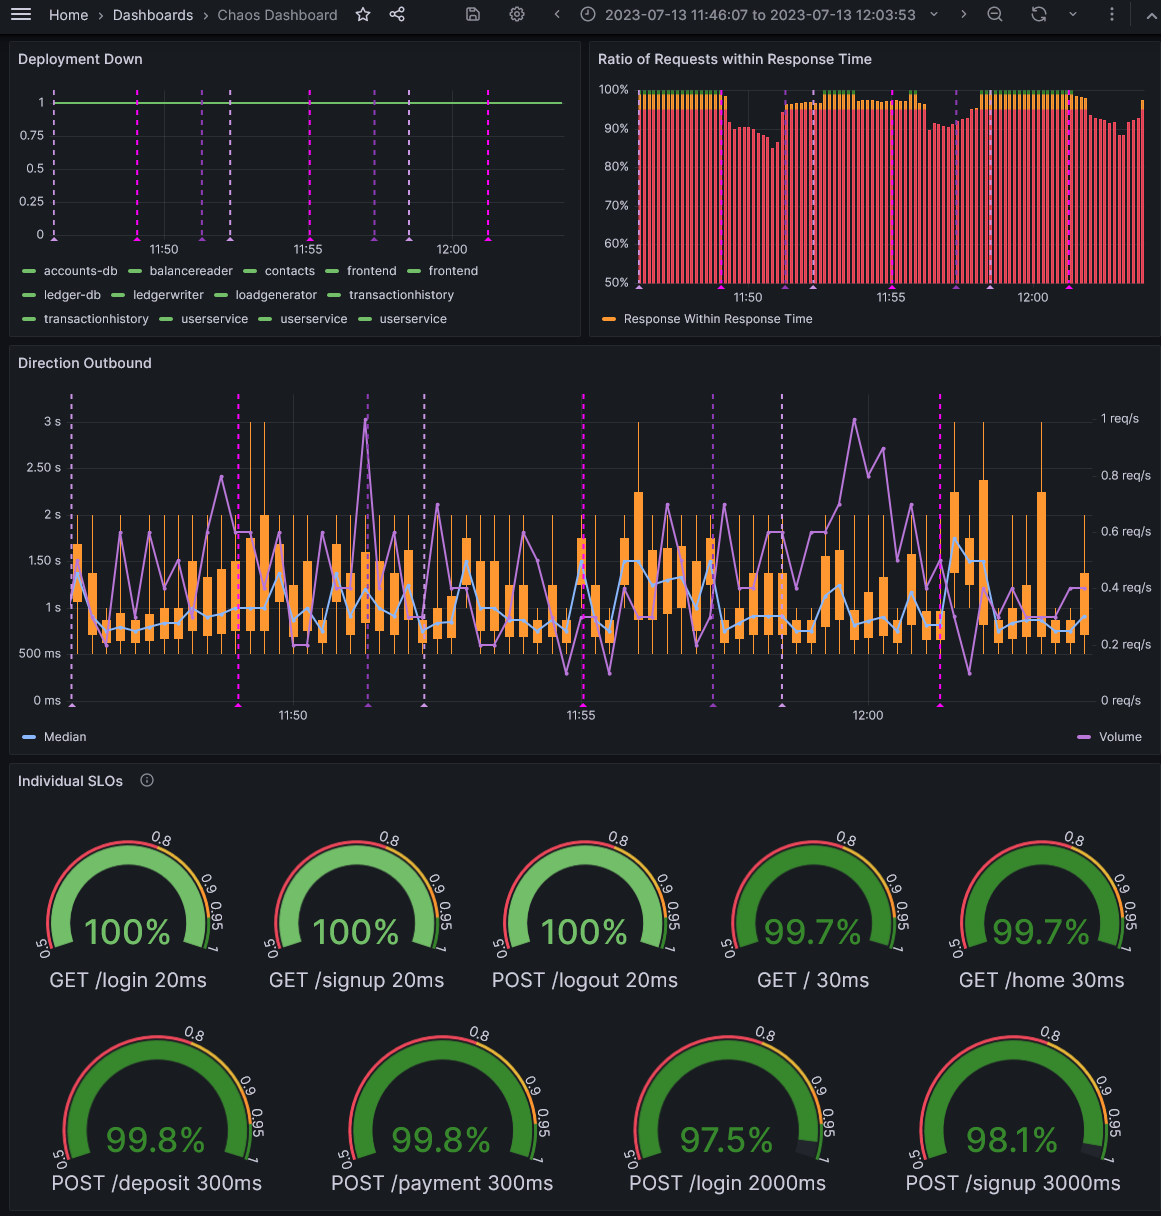 Home › Dashboards › Chaos Dashboard 2023-07-13 11:46:07 to 2023-07-13 12:03:53
Deployment Down
1
0.75
0.5
0.25
0
11:50 11:55 12:00
accounts-db balancereader contacts frontend frontend
ledger-db ledgerwriter loadgenerator transactionhistory
transactionhistory userservice userservice userservice
Ratio of Requests within Response Time
100%
90%
80%
70%
60%
50%
11:50 11:55 12:00
Response Within Response Time
Direction Outbound
3 s 1 req/s
2.50 s 0.8 req/s
2 s 0.6 req/s
1.50 s 0.4 req/s
1 s 0.2 req/s
500 ms
0 ms 0 req/s
11:50 11:55 12:00
Median Volume
Individual SLOs
0.5 0.8 0.9 0.95 1
100%
GET /login 20ms
0.5 0.8 0.9 0.95 1
100%
GET /signup 20ms
0.5 0.8 0.9 0.95 1
100%
POST /logout 20ms
0.5 0.8 0.9 0.95 1
99.7%
GET / 30ms
0.5 0.8 0.9 0.95 1
99.7%
GET /home 30ms
0.5 0.8 0.9 0.95 1
99.8%
POST /deposit 300ms
0.5 0.8 0.9 0.95 1
99.8%
POST /payment 300ms
0.5 0.8 0.9 0.95 1
97.5%
POST /login 2000ms
0.5 0.8 0.9 0.95 1
98.1%
POST /signup 3000ms